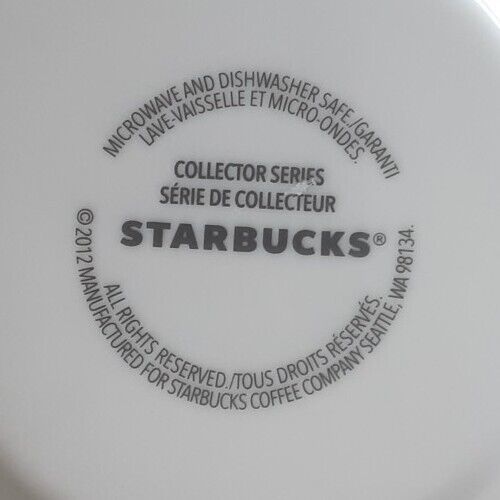 MICROWAVE AND DISHWASHER SAFE./GARANTI
LAVE-VAISSELLE ET MICRO-ONDES.
COLLECTOR SERIES
SÉRIE DE COLLECTEUR
STARBUCKS®
ALL RIGHTS RESERVED./TOUS DROITS RÉSERVÉS.
©2012 MANUFACTURED FOR STARBUCKS COFFEE COMPANY SEATTLE, WA 98134.